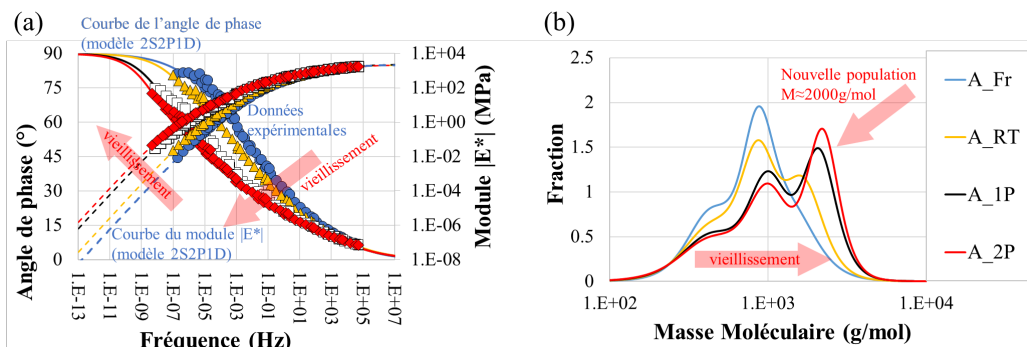 (a)
Courbe de l'angle de phase
(modèle 2S2P1D)
90
75
60
45
30
15
0
Angle de phase (°)
1.E+04
1.E+02
1.E+00
1.E-02
1.E-04
1.E-06
1.E-08
Module |E*| (MPa)
Données
expérimentales
vieillissement
vieillissement
Courbe du module |E*|
(modèle 2S2P1D)
1.E-13
1.E-11
1.E-09
1.E-07
1.E-05
1.E-03
1.E-01
1.E+01
1.E+03
1.E+05
1.E+07
Fréquence (Hz)
(b)
2.5
2
1.5
1
0.5
0
Fraction
Nouvelle population
M≈2000g/mol
vieillissement
1.E+02
1.E+03
1.E+04
Masse Moléculaire (g/mol)
A_Fr
A_RT
A_1P
A_2P